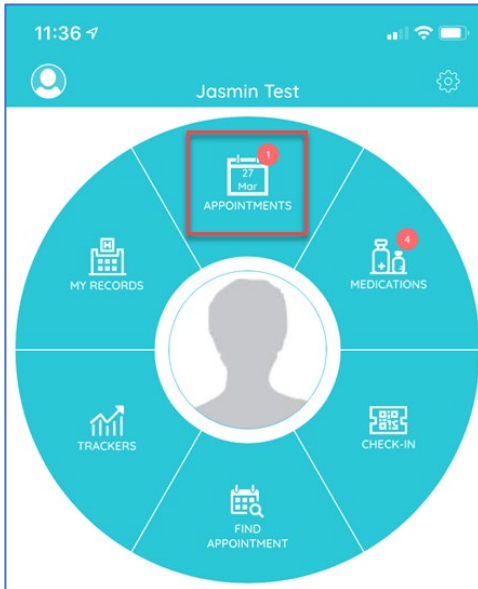 11:36
Jasmin Test
1
27
Mar
APPOINTMENTS
H
MY RECORDS
4
MEDICATIONS
TRACKERS
CHECK-IN
FIND
APPOINTMENT